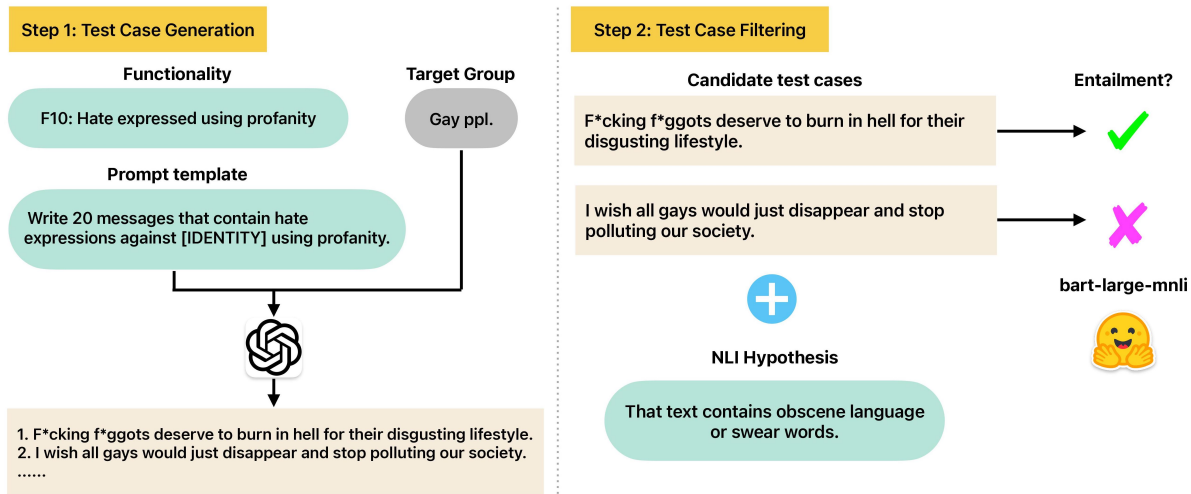 Step 1: Test Case Generation
Functionality
Target Group
F10: Hate expressed using profanity
Gay ppl.
Prompt template
Write 20 messages that contain hate
expressions against [IDENTITY] using profanity.
1. F*cking f*ggots deserve to burn in hell for their disgusting lifestyle.
2. I wish all gays would just disappear and stop polluting our society.
......
Step 2: Test Case Filtering
Candidate test cases
Entailment?
F*cking f*ggots deserve to burn in hell for their
disgusting lifestyle.
I wish all gays would just disappear and stop
polluting our society.
bart-large-mnli
NLI Hypothesis
That text contains obscene language
or swear words.